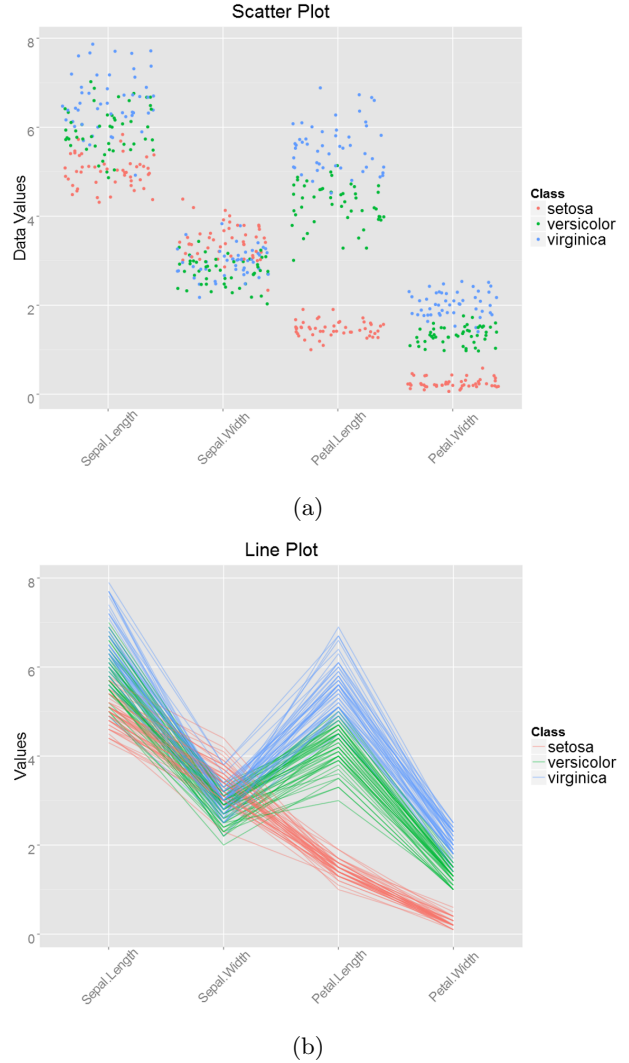 Scatter Plot
8
6
4
2
0
Data Values
Sepal.Length
Sepal.Width
Petal.Length
Petal.Width
Class
setosa
versicolor
virginica
(a)
Line Plot
8
6
4
2
0
Values
Sepal.Length
Sepal.Width
Petal.Length
Petal.Width
Class
setosa
versicolor
virginica
(b)